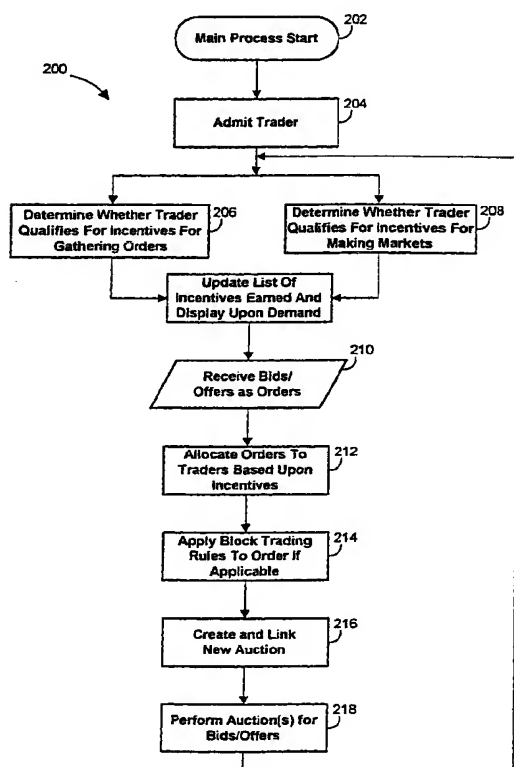 Main Process Start
202
200
204
Admit Trader
Determine Whether Trader
Qualifies For Incentives For
Gathering Orders
206
Determine Whether Trader
Qualifies For Incentives For
Making Markets
208
Update List Of
Incentives Earned And
Display Upon Demand
210
Receive Bids/
Offers as Orders
212
Allocate Orders To
Traders Based Upon
Incentives
214
Apply Block Trading
Rules To Order If
Applicable
216
Create and Link
New Auction
218
Perform Auction(s) for
Bids/Offers